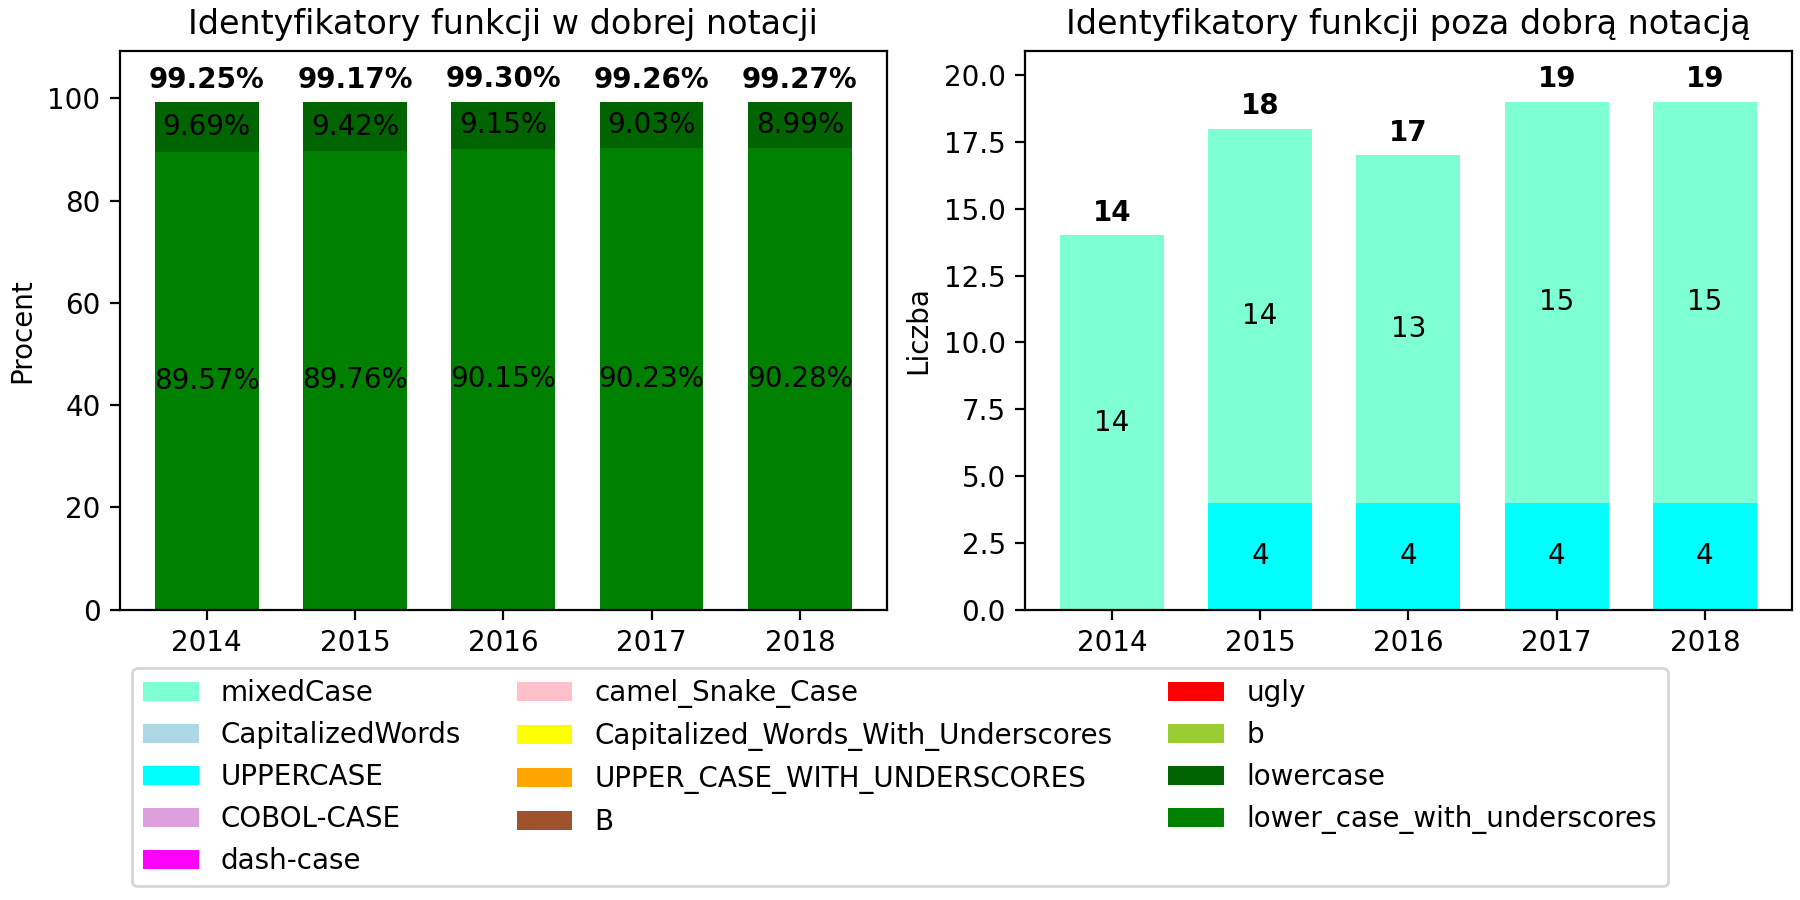 Identyfikatory funkcji w dobrej notacji
Procent
100
80
60
40
20
0
99.25% 99.17% 99.30% 99.26% 99.27%
9.69% 9.42% 9.15% 9.03% 8.99%
89.57% 89.76% 90.15% 90.23% 90.28%
2014 2015 2016 2017 2018
Identyfikatory funkcji poza dobrą notacją
Liczba
20.0
17.5
15.0
12.5
10.0
7.5
5.0
2.5
0.0
14 18 17 19 19
14 14 13 15 15
4 4 4 4
2014 2015 2016 2017 2018
mixedCase
CapitalizedWords
UPPERCASE
COBOL-CASE
dash-case
camel_Snake_Case
Capitalized_Words_With_Underscores
UPPER_CASE_WITH_UNDERSCORES
B
ugly
b
lowercase
lower_case_with_underscores